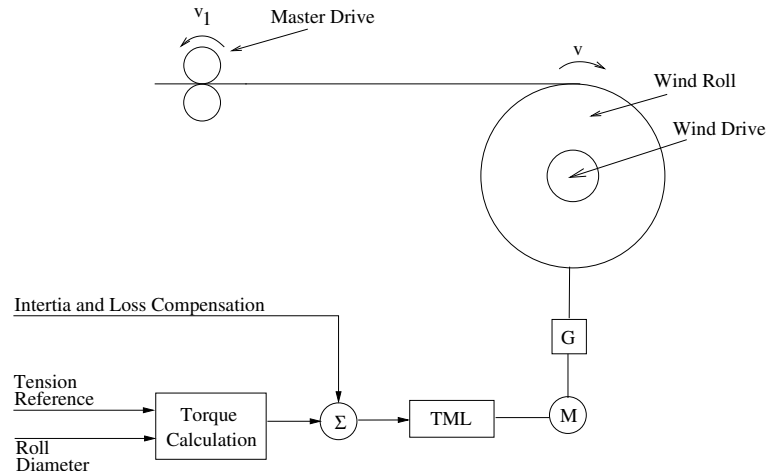 v1
Master Drive
v
Wind Roll
Wind Drive
Intertia and Loss Compensation
G
Tension
Reference
Torque
Calculation
Σ
TML
M
Roll
Diameter